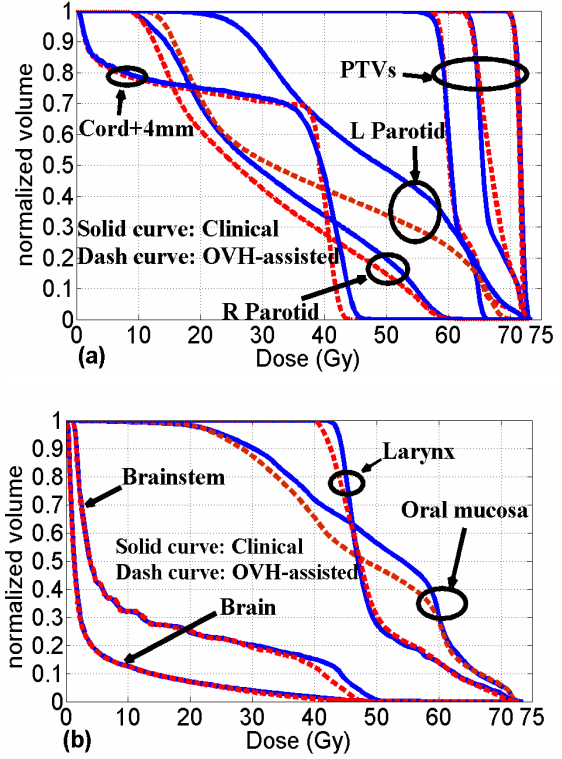 1
0.9
0.8
0.7
0.6
0.5
0.4
0.3
0.2
0.1
0
normalized volume
PTVs
Cord+4mm
L Parotid
Solid curve: Clinical
Dash curve: OVH-assisted
R Parotid
0 10 20 30 40 50 60 70 75
(a)
Dose (Gy)
1
0.9
0.8
0.7
0.6
0.5
0.4
0.3
0.2
0.1
0
normalized volume
Larynx
Brainstem
Oral mucosa
Solid curve: Clinical
Dash curve: OVH-assisted
Brain
0 10 20 30 40 50 60 70 75
(b)
Dose (Gy)